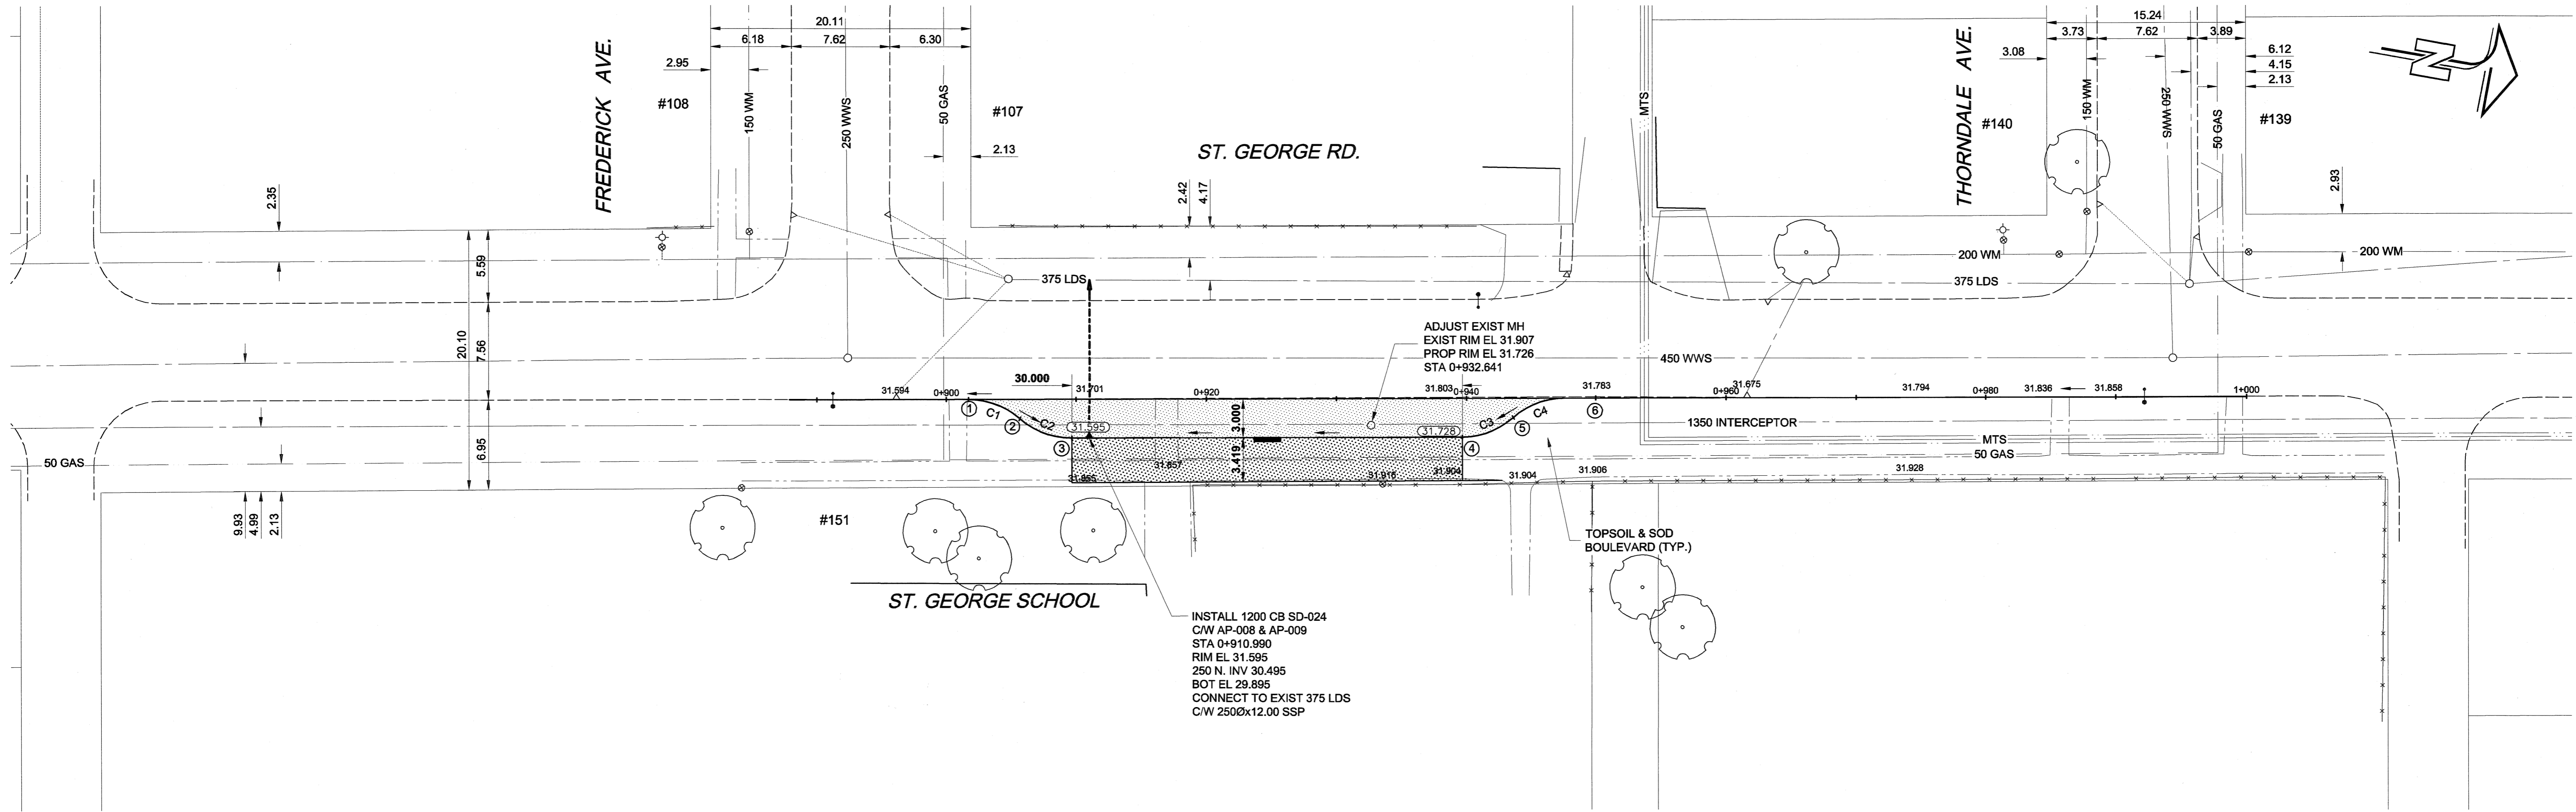 20.11
6.18
7.62
6.30
2.95
FREDERICK AVE.
#108
150 WM
250 WWS
50 GAS
#107
2.13
ST. GEORGE RD.
MTS
THORNDALE AVE.
#140
15.24
3.73
7.62
3.89
3.08
6.12
4.15
2.13
150 WM
250 WWS
50 GAS
#139
N
2.35
2.42
4.17
2.93
5.59
20.10
7.56
6.95
375 LDS
200 WM
375 LDS
200 WM
ADJUST EXIST MH
EXIST RIM EL 31.907
PROP RIM EL 31.726
STA 0+932.641
450 WWS
30.000
31.594
0+900
31.701
0+920
31.803
0+940
31.783
0+960
31.675
31.794
0+980
31.836
31.858
1+000
1
C1
2
C2
3
31.595
3.000
31.728
4
C3
5
C4
6
1350 INTERCEPTOR
MTS
50 GAS
50 GAS
3.419
31.857
31.855
31.916
31.904
31.904
31.906
31.928
9.93
4.99
2.13
#151
ST. GEORGE SCHOOL
TOPSOIL & SOD
BOULEVARD (TYP.)
INSTALL 1200 CB SD-024
C/W AP-008 & AP-009
STA 0+910.990
RIM EL 31.595
250 N. INV 30.495
BOT EL 29.895
CONNECT TO EXIST 375 LDS
C/W 250Øx12.00 SSP